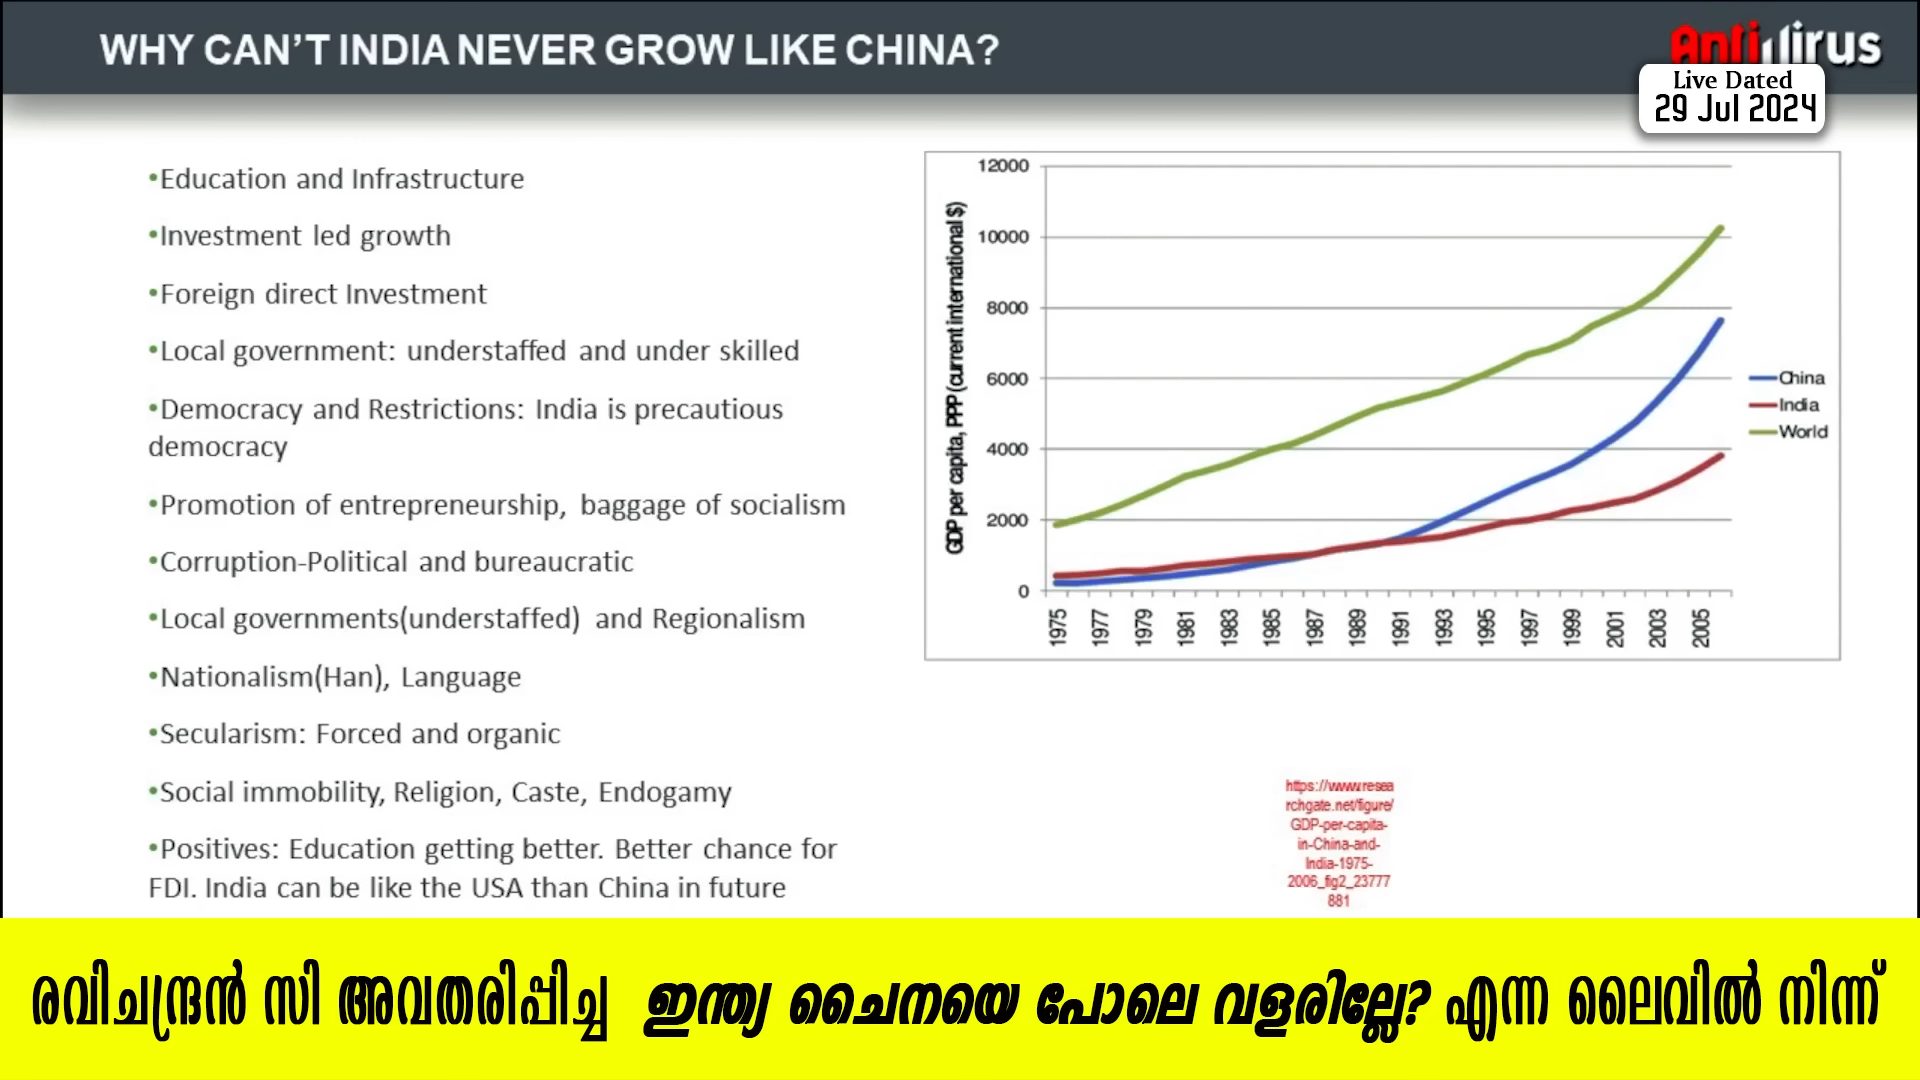 WHY CAN'T INDIA NEVER GROW LIKE CHINA?
AntiVirus
Live Dated
29 Jul 2024
•Education and Infrastructure
•Investment led growth
•Foreign direct Investment
•Local government: understaffed and under skilled
•Democracy and Restrictions: India is precautious
democracy
•Promotion of entrepreneurship, baggage of socialism
•Corruption-Political and bureaucratic
•Local governments(understaffed) and Regionalism
•Nationalism(Han), Language
•Secularism: Forced and organic
•Social immobility, Religion, Caste, Endogamy
•Positives: Education getting better. Better chance for
FDI. India can be like the USA than China in future
GDP per capita, PPP (current international $)
12000
10000
8000
6000
4000
2000
0
1975 1977 1979 1981 1983 1985 1987 1989 1991 1993 1995 1997 1999 2001 2003 2005
China
India
World
https://www.resea
rchgate.net/figure/
GDP-per-capita-
in-China-and-
India-1975-
2006_fig2_23777
881
രവിചന്ദ്രൻ സി അവതരിപ്പിച്ച ഇന്ത്യ ചൈനയെ പോലെ വളരില്ലേ? എന്ന ലൈവിൽ നിന്ന്